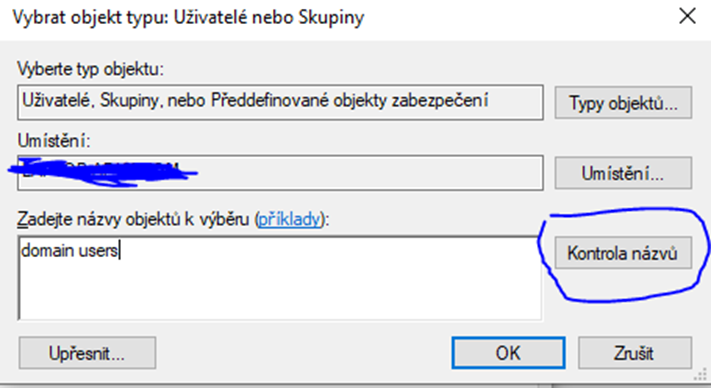 Vybrat objekt typu: Uživatelé nebo Skupiny
Vyberte typ objektu:
Uživatelé, Skupiny, nebo Předdefinované objekty zabezpečení
Typy objektů...
Umístění:
Umístění...
Zadejte názvy objektů k výběru (příklady):
domain users
Kontrola názvů
Upřesnit...
OK
Zrušit